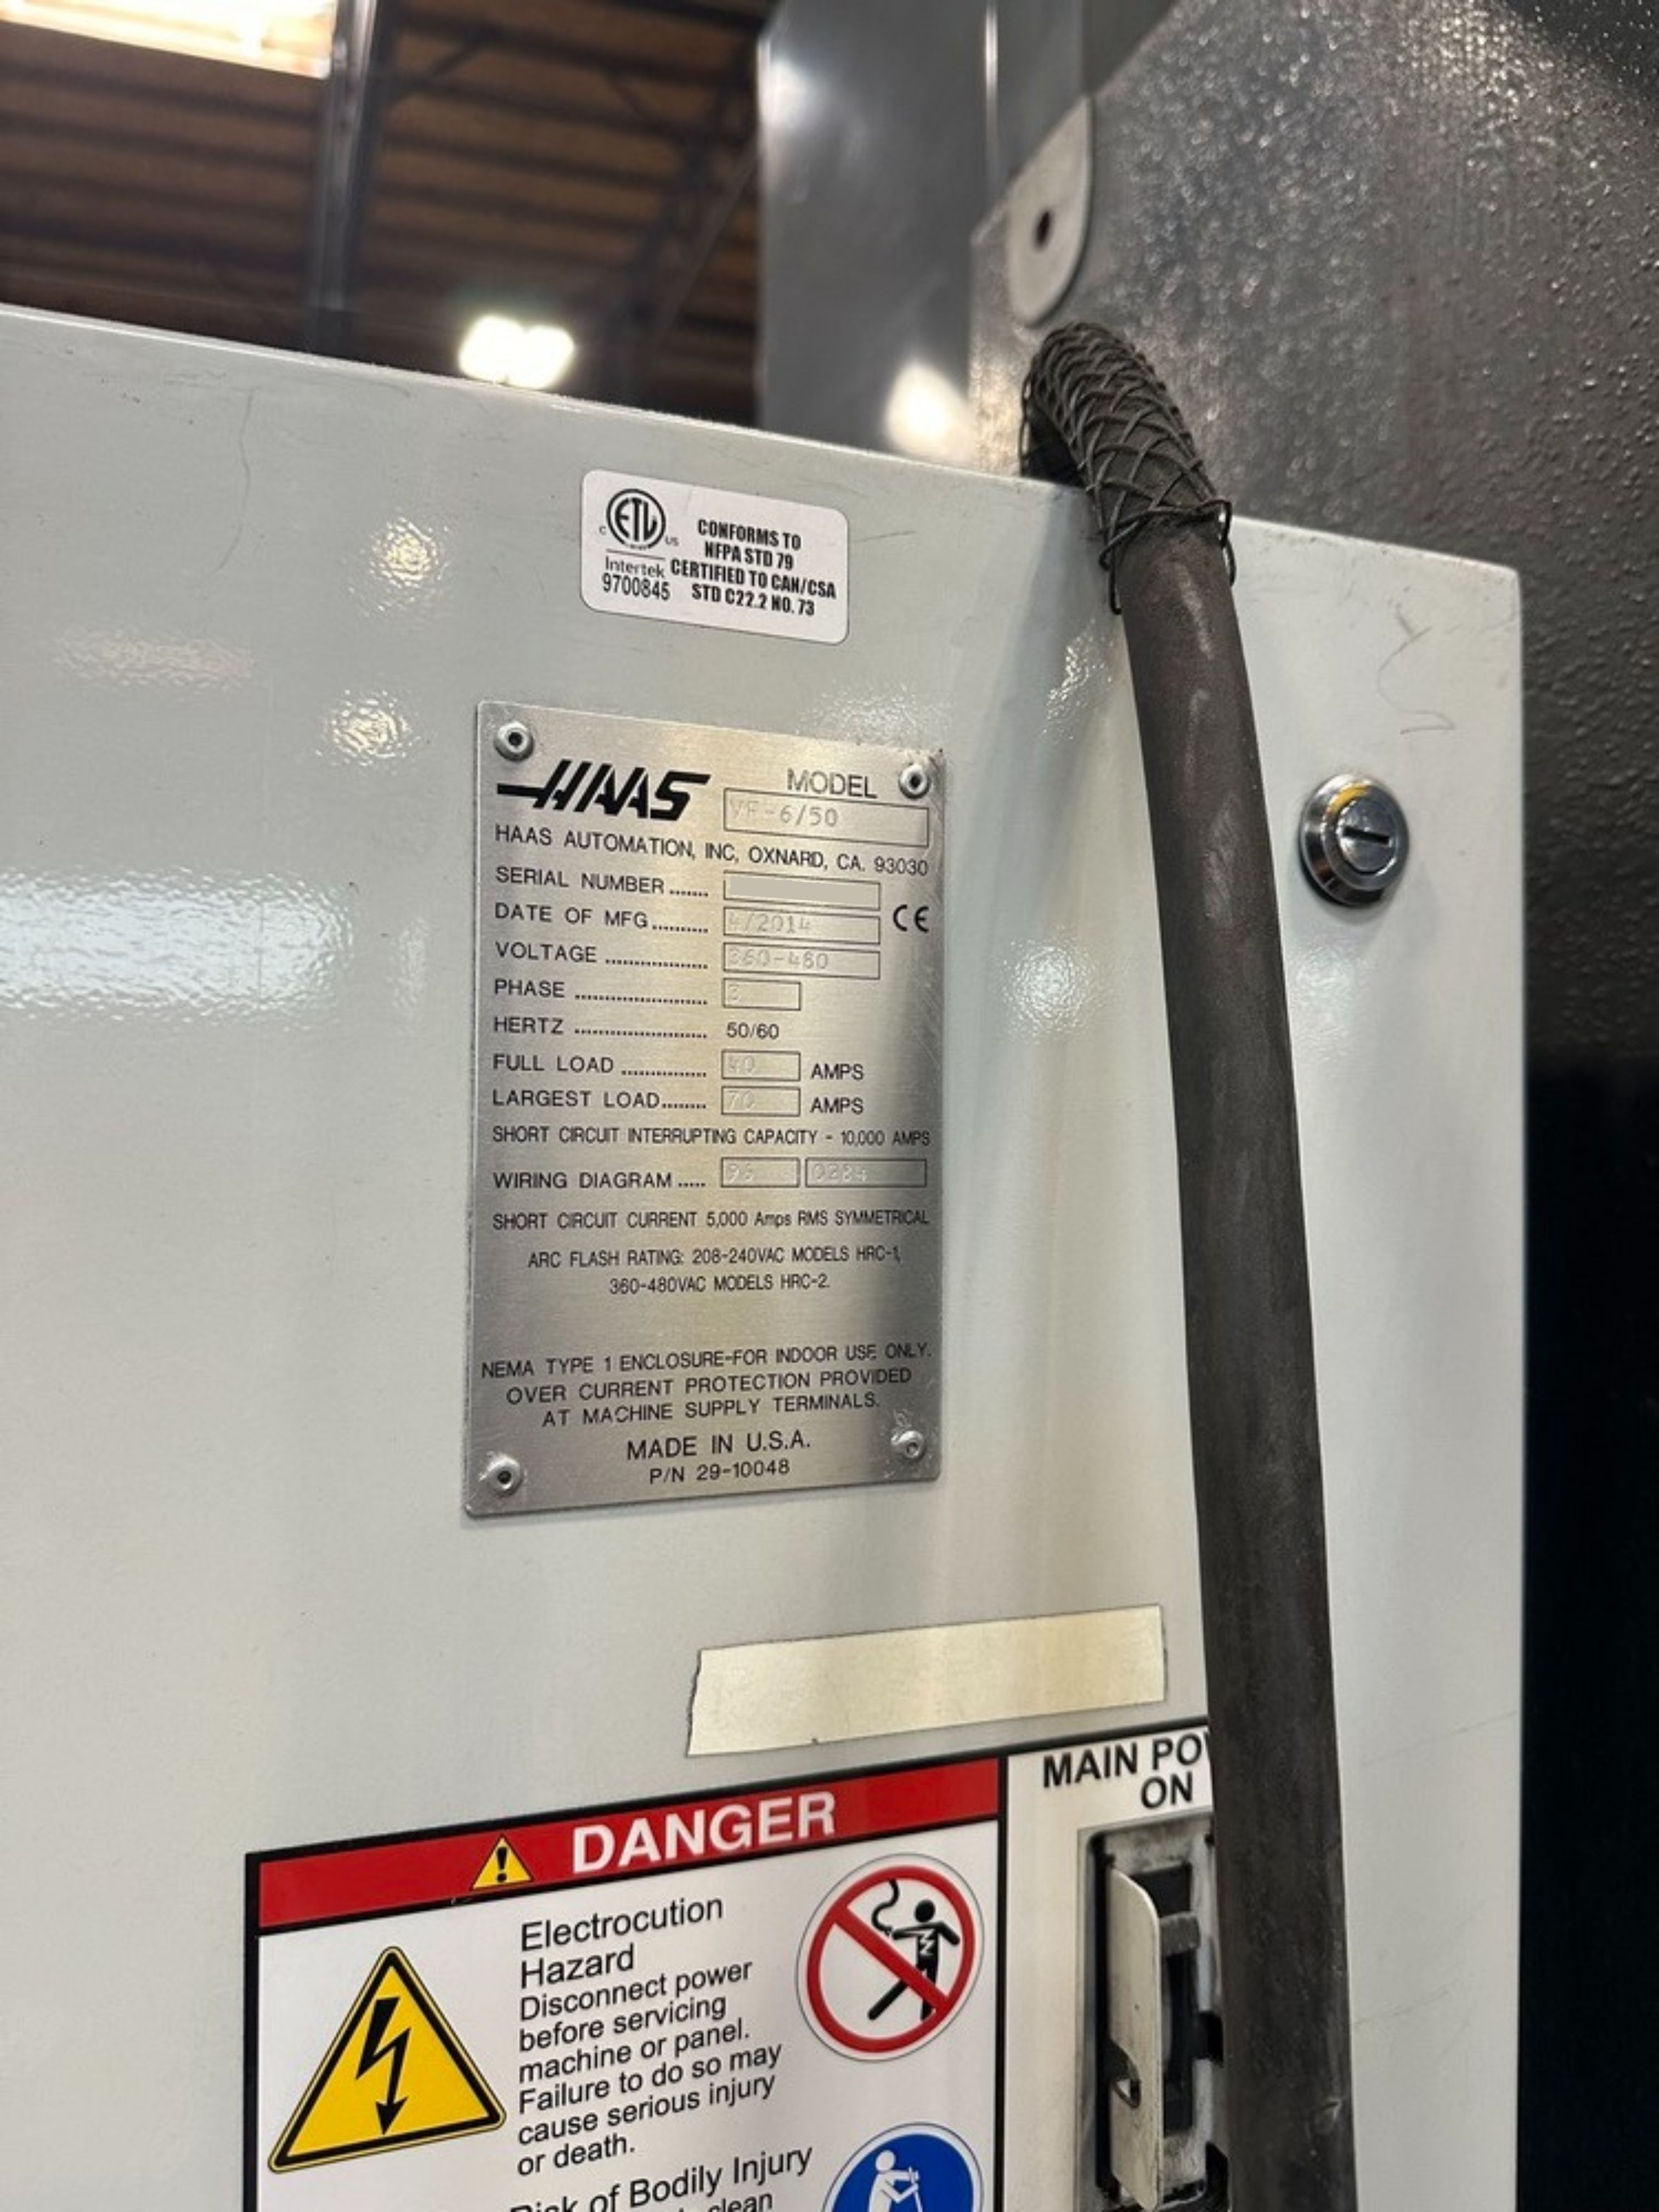 ETL
C US
Intertek
9700845
CONFORMS TO
NFPA STD 79
CERTIFIED TO CAN/CSA
STD C22.2 NO. 73
HAAS
MODEL
VF-6/50
HAAS AUTOMATION, INC, OXNARD, CA. 93030
SERIAL NUMBER .......
DATE OF MFG .......... 4/2014
CE
VOLTAGE .................. 360-480
PHASE ....................... 3
HERTZ ....................... 50/60
FULL LOAD ............... 40 AMPS
LARGEST LOAD........ 70 AMPS
SHORT CIRCUIT INTERRUPTING CAPACITY - 10,000 AMPS
WIRING DIAGRAM .....
SHORT CIRCUIT CURRENT 5,000 Amps RMS SYMMETRICAL
ARC FLASH RATING: 208-240VAC MODELS HRC-1,
360-480VAC MODELS HRC-2.
NEMA TYPE 1 ENCLOSURE-FOR INDOOR USE ONLY.
OVER CURRENT PROTECTION PROVIDED
AT MACHINE SUPPLY TERMINALS.
MADE IN U.S.A.
P/N 29-10048
MAIN PO
ON
DANGER
Electrocution
Hazard
Disconnect power
before servicing
machine or panel.
Failure to do so may
cause serious injury
or death.
Risk of Bodily Injury
clean